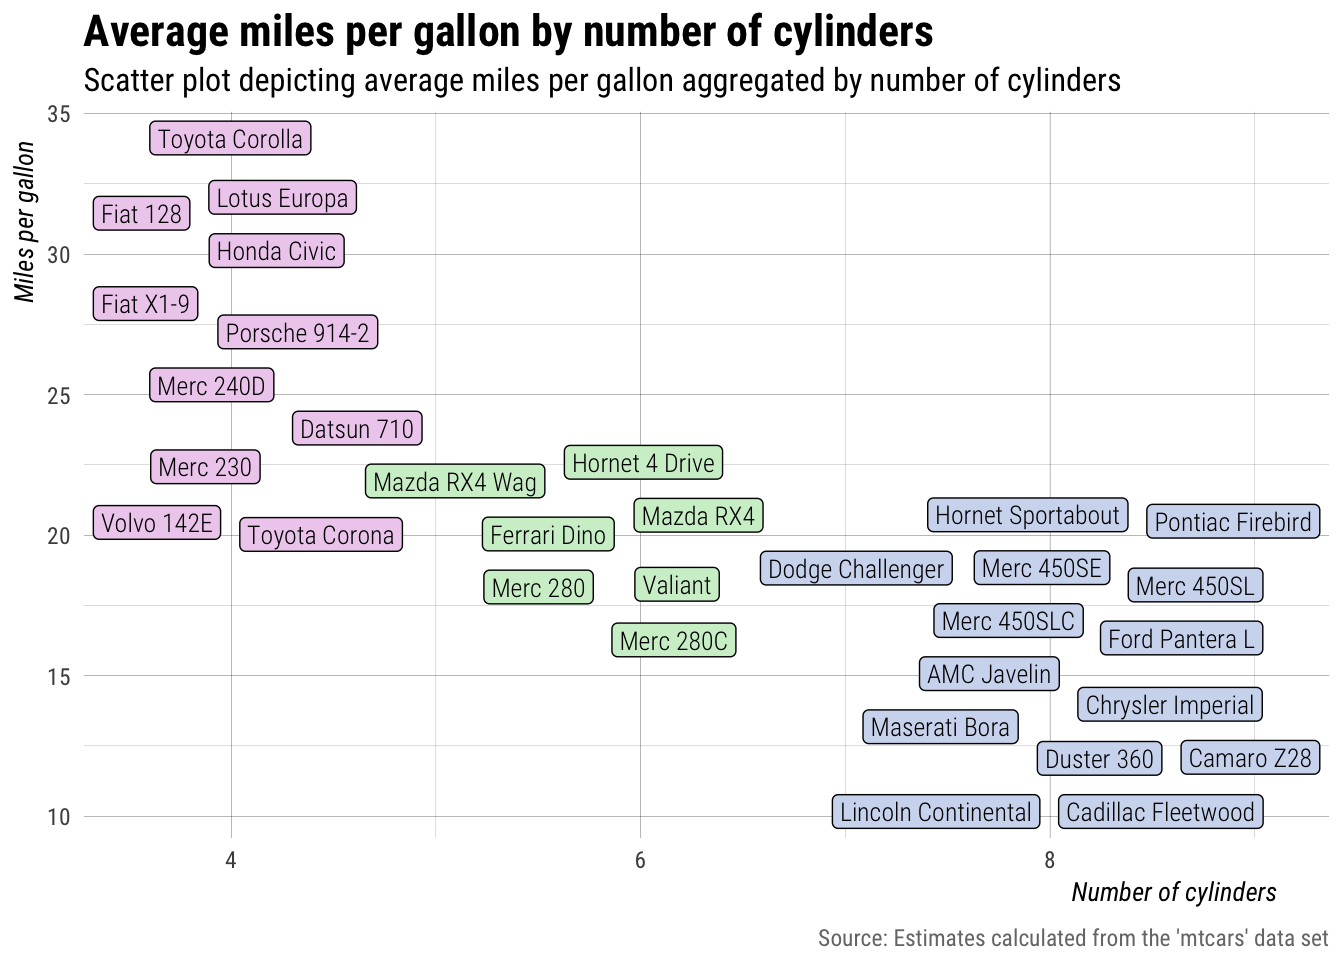 Average miles per gallon by number of cylinders
Scatter plot depicting average miles per gallon aggregated by number of cylinders
Miles per gallon
35
30
25
20
15
10
Toyota Corolla
Lotus Europa
Fiat 128
Honda Civic
Fiat X1-9
Porsche 914-2
Merc 240D
Datsun 710
Hornet 4 Drive
Merc 230
Mazda RX4 Wag
Mazda RX4
Hornet Sportabout
Pontiac Firebird
Volvo 142E
Toyota Corona
Ferrari Dino
Dodge Challenger
Merc 450SE
Merc 280
Valiant
Merc 450SL
Merc 450SLC
Merc 280C
Ford Pantera L
AMC Javelin
Chrysler Imperial
Maserati Bora
Duster 360
Camaro Z28
Lincoln Continental
Cadillac Fleetwood
4
6
8
Number of cylinders
Source: Estimates calculated from the 'mtcars' data set